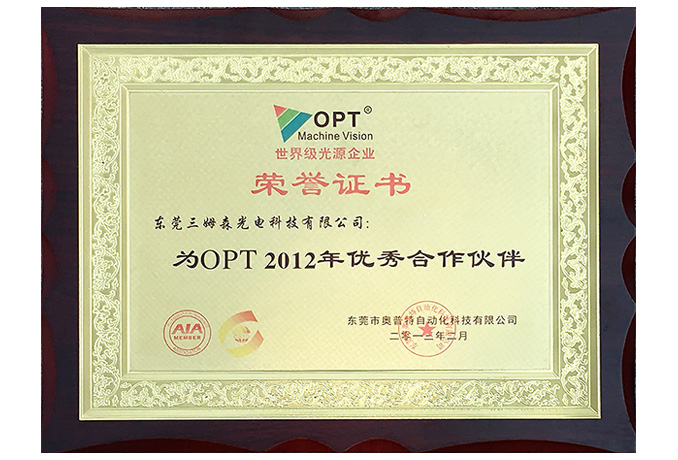 OPT®
Machine Vision
世界级光源企业
荣誉证书
东莞三姆森光电科技有限公司：
为OPT 2012年优秀合作伙伴
AIA
MEMBER
东莞市奥普特自动化科技有限公司
二零一三年二月